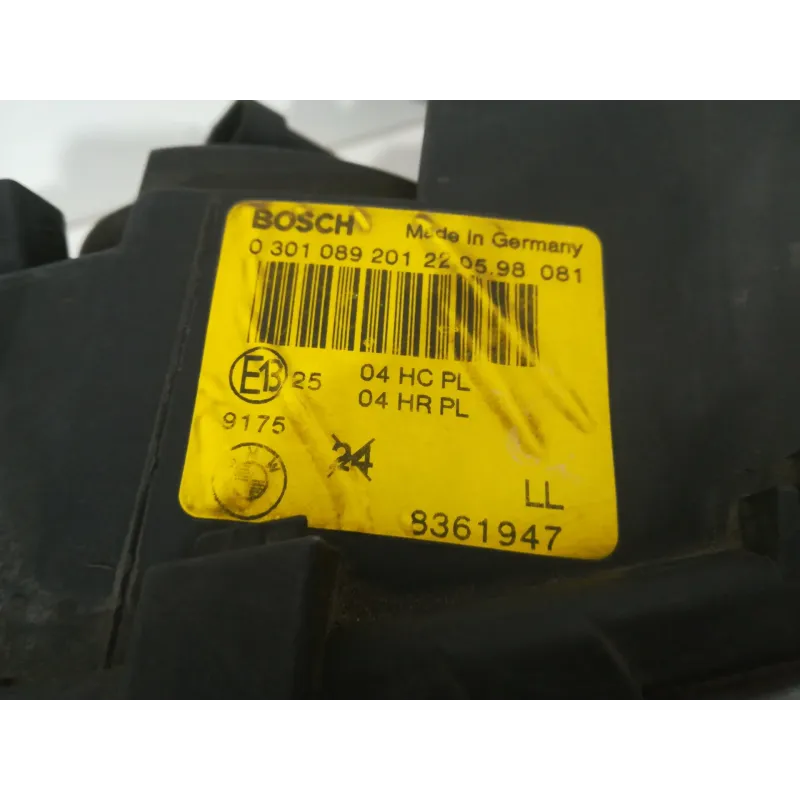 BOSCH Made in Germany
0 301 089 201 22.05.98 081
E13 25 04 HC PL
04 HR PL
9175
24
BMW
LL
8361947